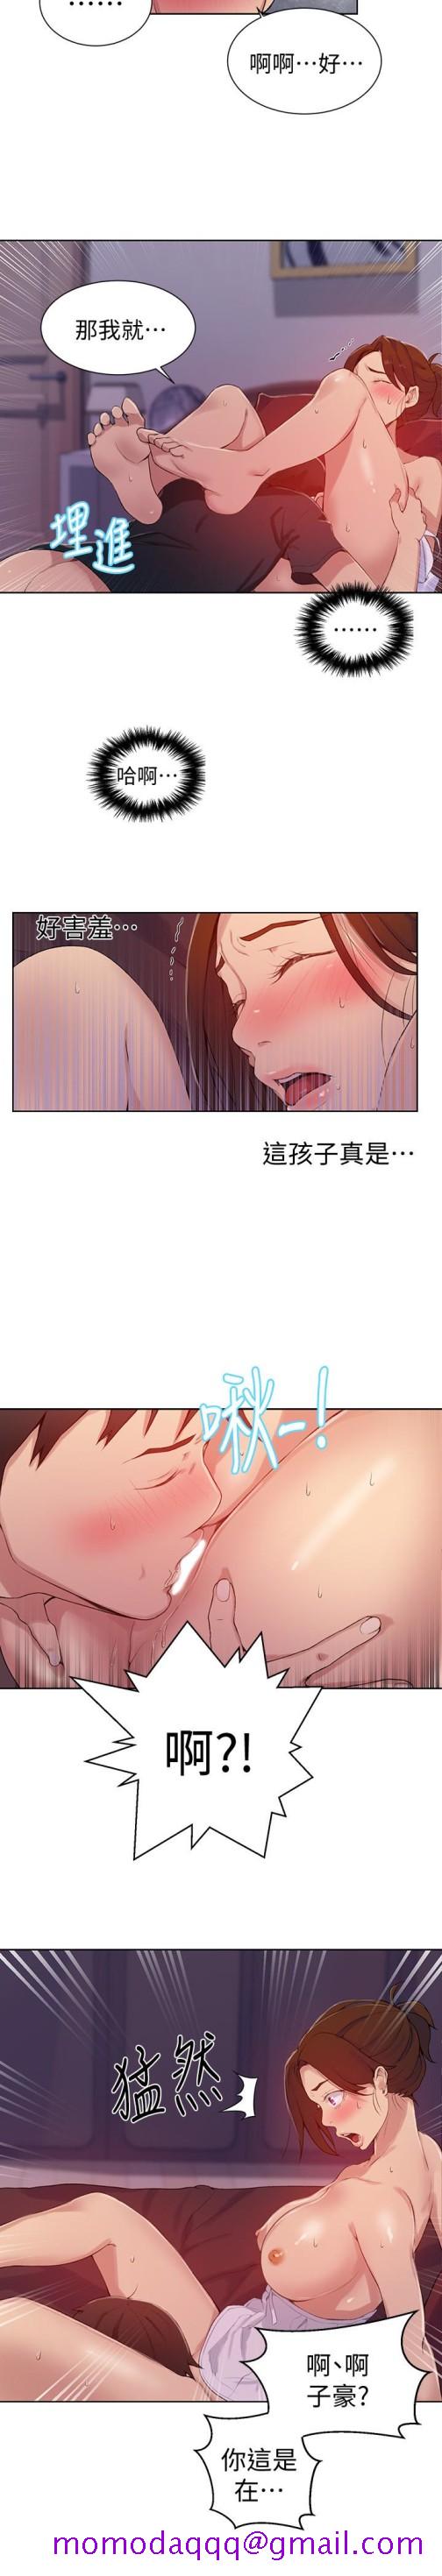 ……
啊啊…好…
那我就…
埋進
……
哈啊…
好害羞…
這孩子真是…
啾–!
啊?!
猛然
啊、啊
子豪?
你這是
在…
momodaqqq@gmail.com